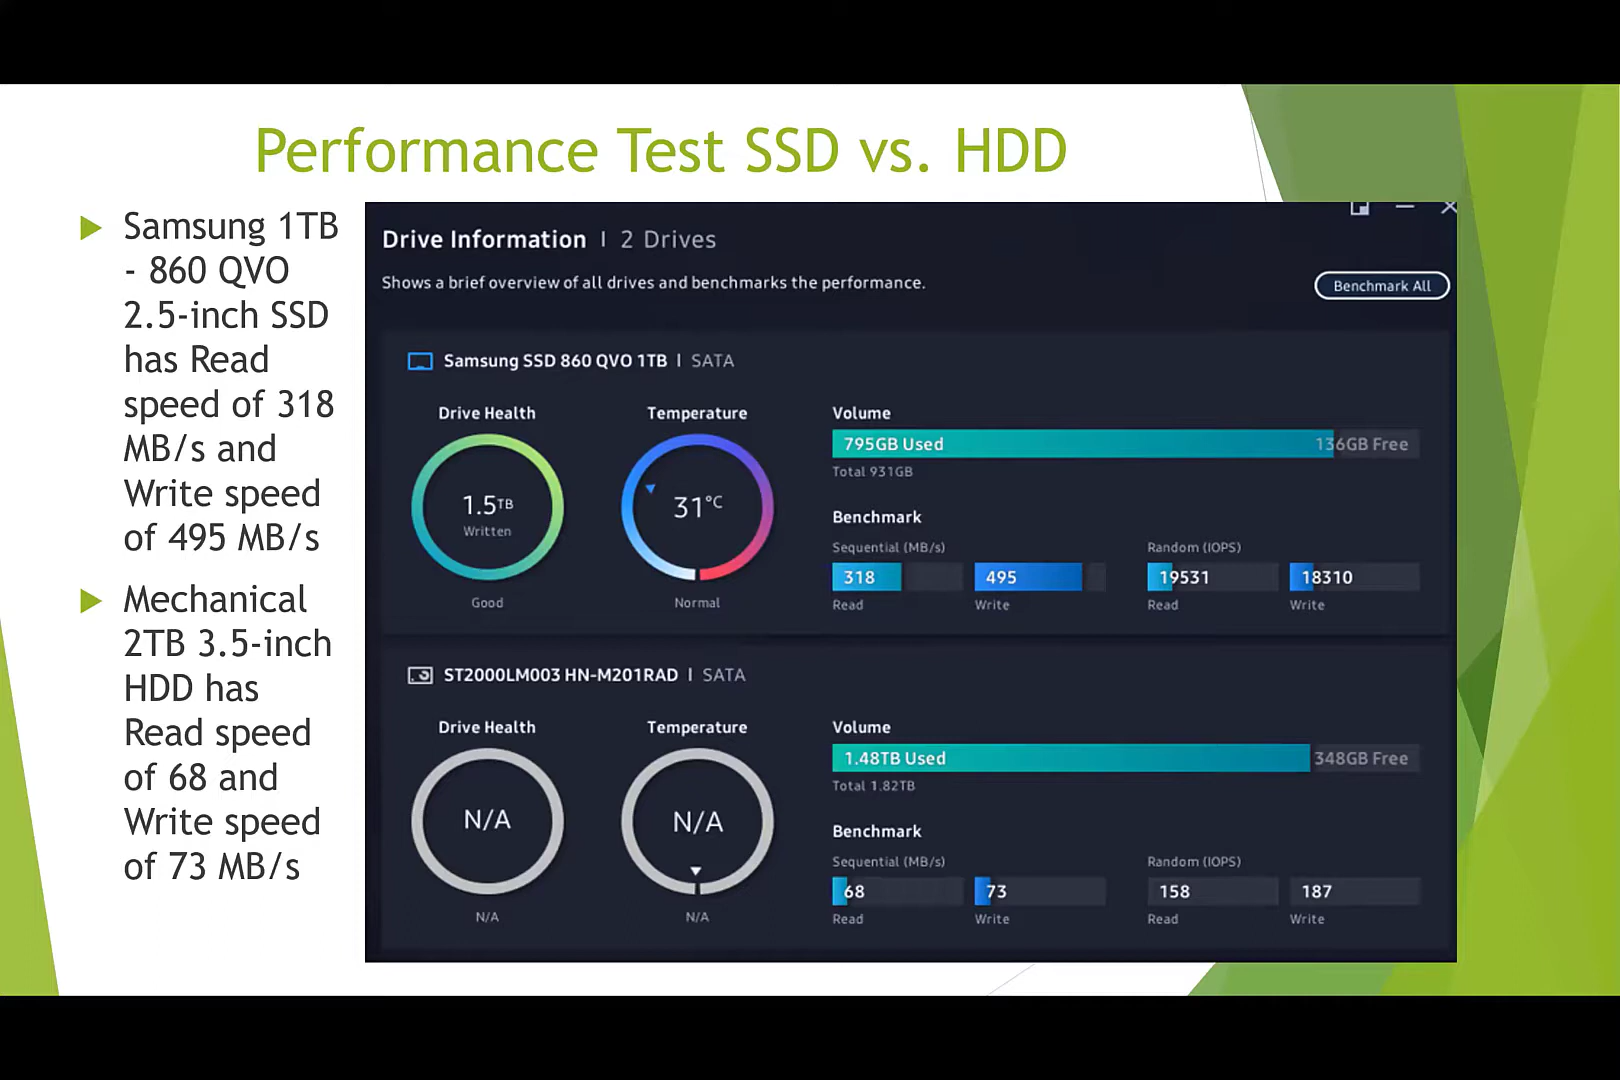 Performance Test SSD vs. HDD
Samsung 1TB
- 860 QVO
2.5-inch SSD
has Read
speed of 318
MB/s and
Write speed
of 495 MB/s
Mechanical
2TB 3.5-inch
HDD has
Read speed
of 68 and
Write speed
of 73 MB/s
Drive Information | 2 Drives
Shows a brief overview of all drives and benchmarks the performance.
Benchmark All
Samsung SSD 860 QVO 1TB | SATA
Drive Health
1.5TB
Written
Good
Temperature
31°C
Normal
Volume
795GB Used 136GB Free
Total 931GB
Benchmark
Sequential (MB/s) Random (IOPS)
318 495 19531 18310
Read Write Read Write
ST2000LM003 HN-M201RAD | SATA
Drive Health
N/A
N/A
Temperature
N/A
N/A
Volume
1.48TB Used 348GB Free
Total 1.82TB
Benchmark
Sequential (MB/s) Random (IOPS)
68 73 158 187
Read Write Read Write